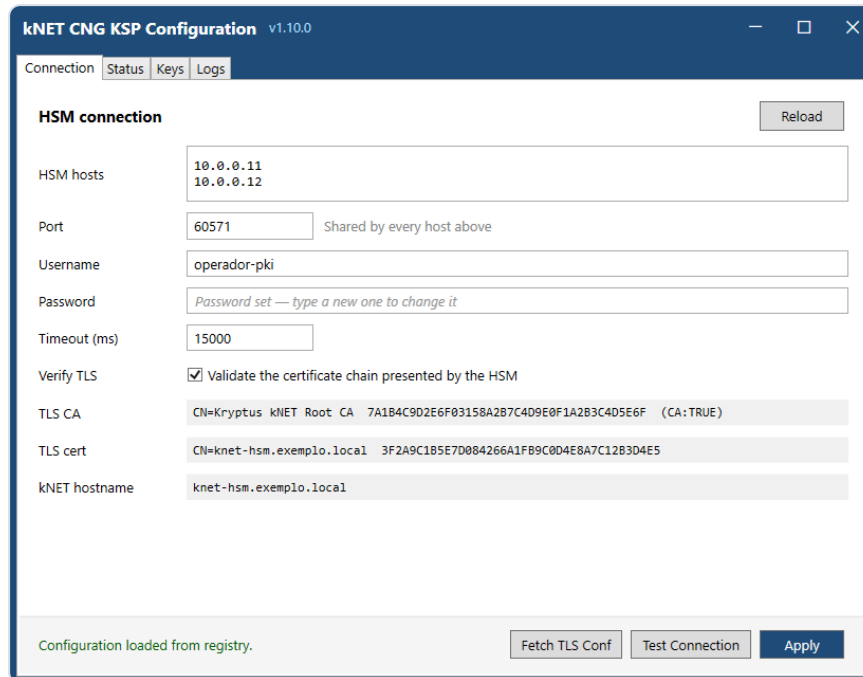 kNET CNG KSP Configuration v1.10.0
Connection Status Keys Logs
HSM connection
Reload
HSM hosts
10.0.0.11
10.0.0.12
Port 60571 Shared by every host above
Username operador-pki
Password Password set — type a new one to change it
Timeout (ms) 15000
Verify TLS Validate the certificate chain presented by the HSM
TLS CA CN=Kryptus kNET Root CA 7A1B4C9D2E6F03158A2B7C4D9E0F1A2B3C4D5E6F (CA:TRUE)
TLS cert CN=knet-hsm.exemplo.local 3F2A9C1B5E7D084266A1FB9C0D4E8A7C12B3D4E5
kNET hostname knet-hsm.exemplo.local
Configuration loaded from registry.
Fetch TLS Conf Test Connection Apply